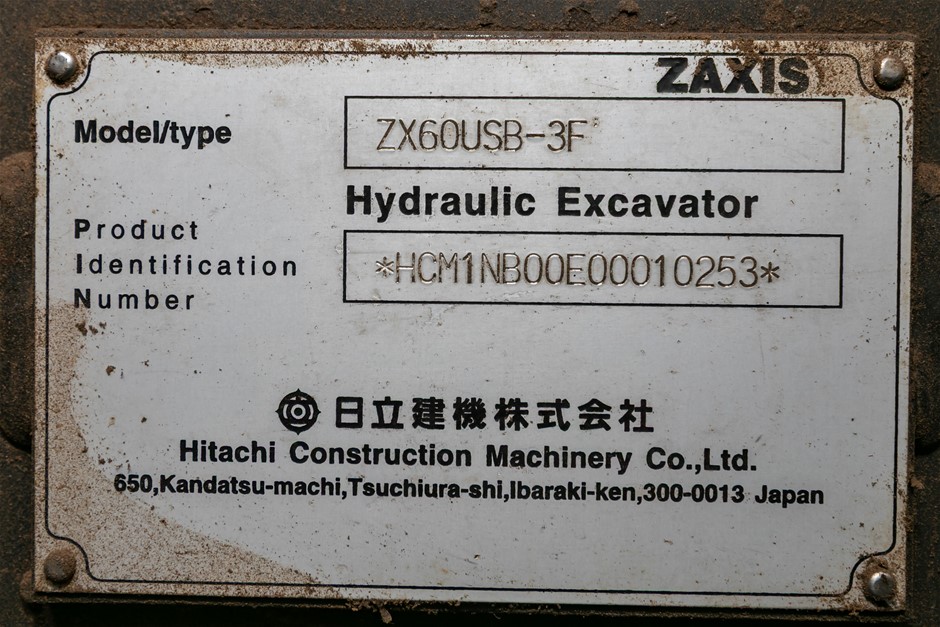 ZAXIS
Model/type ZX60USB-3F
Hydraulic Excavator
Product
Identification
Number
*HCM1NB00E00010253*
日立建機株式会社
Hitachi Construction Machinery Co.,Ltd.
650,Kandatsu-machi,Tsuchiura-shi,Ibaraki-ken,300-0013 Japan